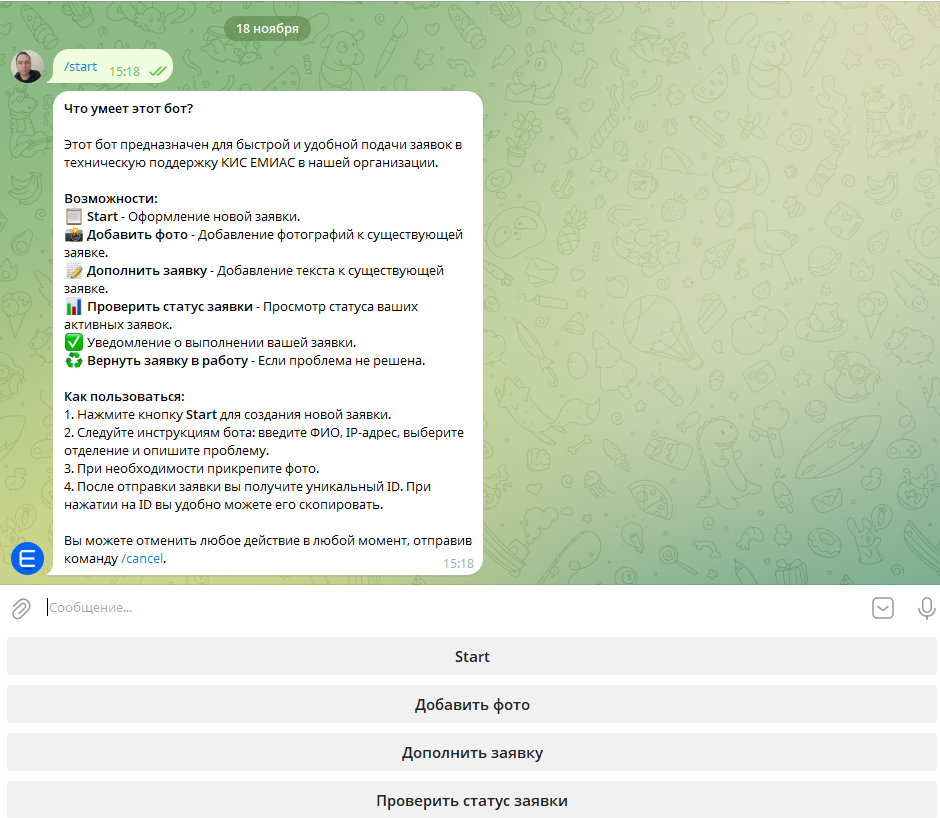 18 ноября
/start 15:18
Что умеет этот бот?
Этот бот предназначен для быстрой и удобной подачи заявок в
техническую поддержку КИС ЕМИАС в нашей организации.
Возможности:
📋 Start - Оформление новой заявки.
📸 Добавить фото - Добавление фотографий к существующей
заявке.
📝 Дополнить заявку - Добавление текста к существующей
заявке.
📊 Проверить статус заявки - Просмотр статуса ваших
активных заявок.
✅ Уведомление о выполнении вашей заявки.
♻️ Вернуть заявку в работу - Если проблема не решена.
Как пользоваться:
1. Нажмите кнопку Start для создания новой заявки.
2. Следуйте инструкциям бота: введите ФИО, IP-адрес, выберите
отделение и опишите проблему.
3. При необходимости прикрепите фото.
4. После отправки заявки вы получите уникальный ID. При
нажатии на ID вы удобно можете его скопировать.
Вы можете отменить любое действие в любой момент, отправив
команду /cancel.
15:18
Сообщение...
Start
Добавить фото
Дополнить заявку
Проверить статус заявки